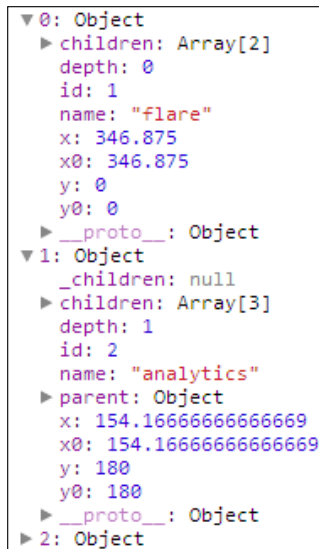 ▼0: Object
▶children: Array[2]
depth: 0
id: 1
name: "flare"
x: 346.875
x0: 346.875
y: 0
y0: 0
▶__proto__: Object
▼1: Object
_children: null
▶children: Array[3]
depth: 1
id: 2
name: "analytics"
▶parent: Object
x: 154.16666666666669
x0: 154.16666666666669
y: 180
y0: 180
▶__proto__: Object
▶2: Object